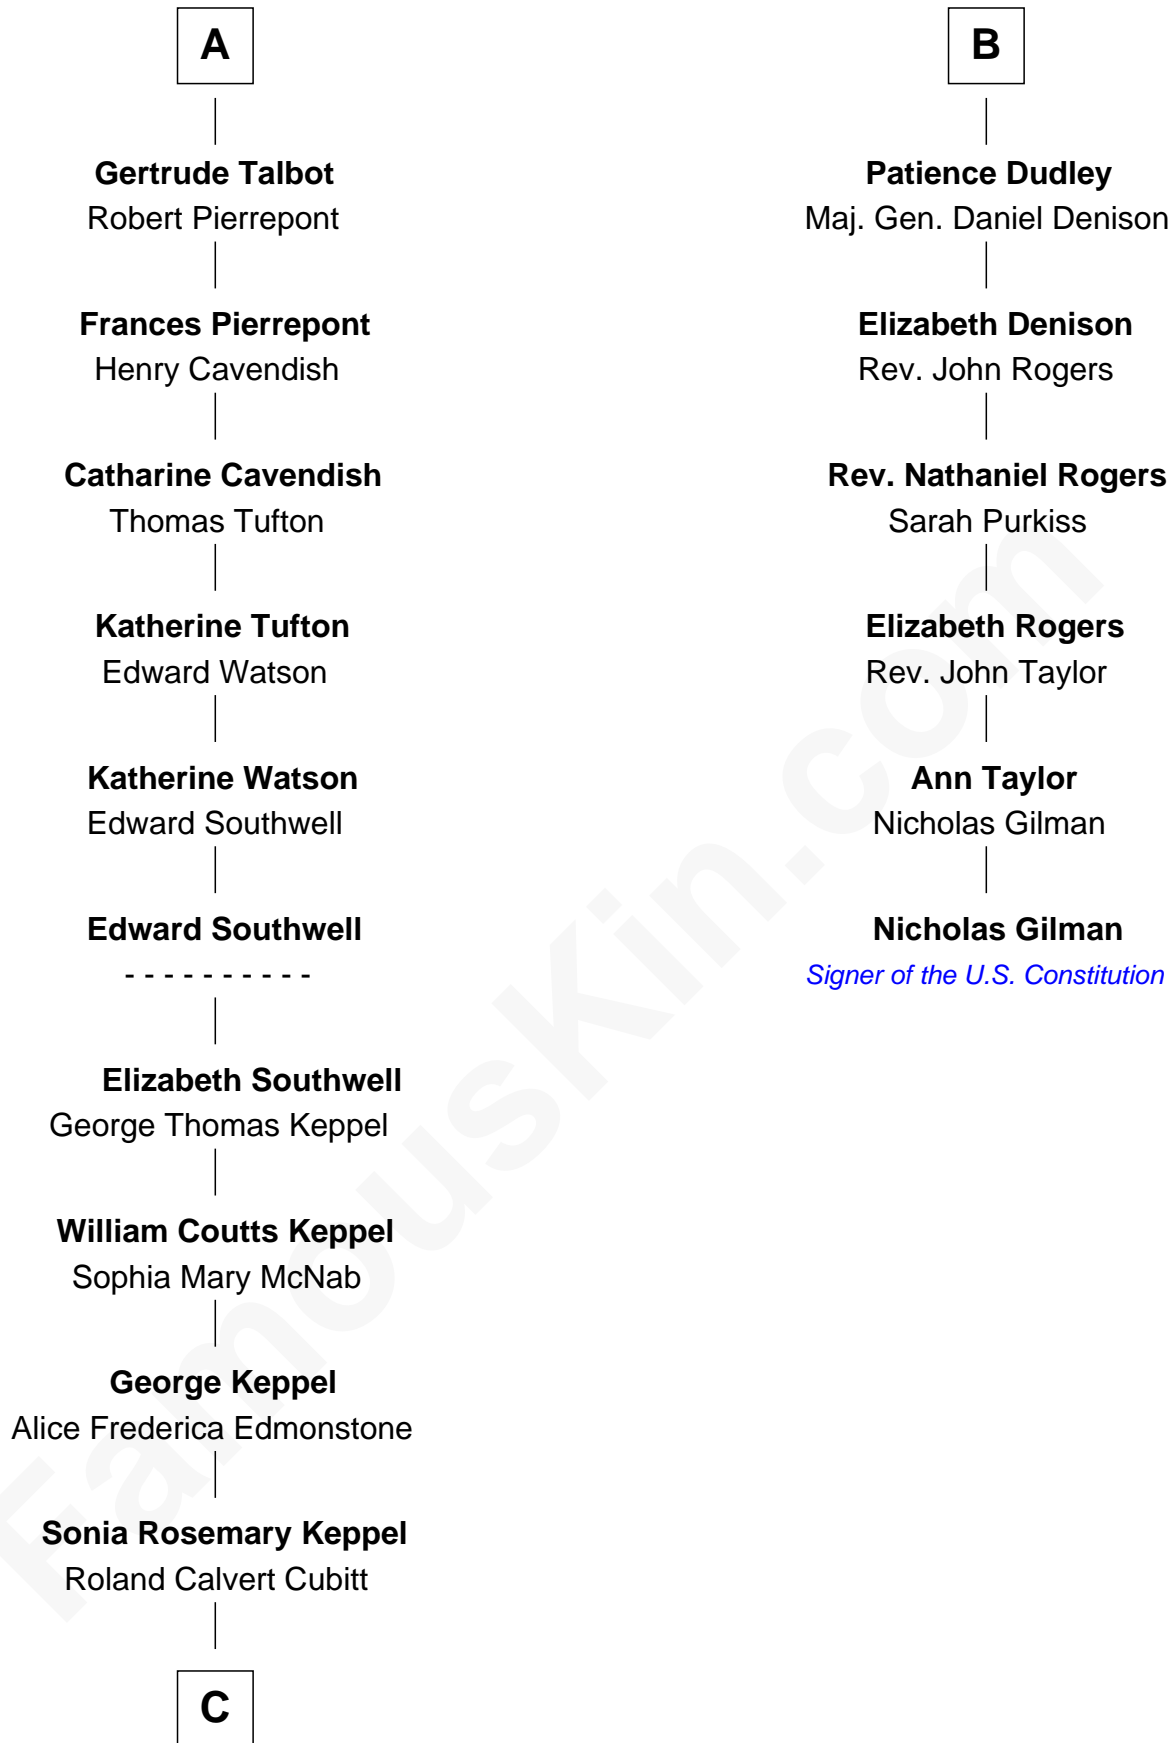 A
Gertrude Talbot
Robert Pierrepont
Frances Pierrepont
Henry Cavendish
Catharine Cavendish
Thomas Tufton
Katherine Tufton
Edward Watson
Katherine Watson
Edward Southwell
Edward Southwell
- - - - - - - - - -
Elizabeth Southwell
George Thomas Keppel
William Coutts Keppel
Sophia Mary McNab
George Keppel
Alice Frederica Edmonstone
Sonia Rosemary Keppel
Roland Calvert Cubitt
C
B
Patience Dudley
Maj. Gen. Daniel Denison
Elizabeth Denison
Rev. John Rogers
Rev. Nathaniel Rogers
Sarah Purkiss
Elizabeth Rogers
Rev. John Taylor
Ann Taylor
Nicholas Gilman
Nicholas Gilman
Signer of the U.S. Constitution
FamousKin.com